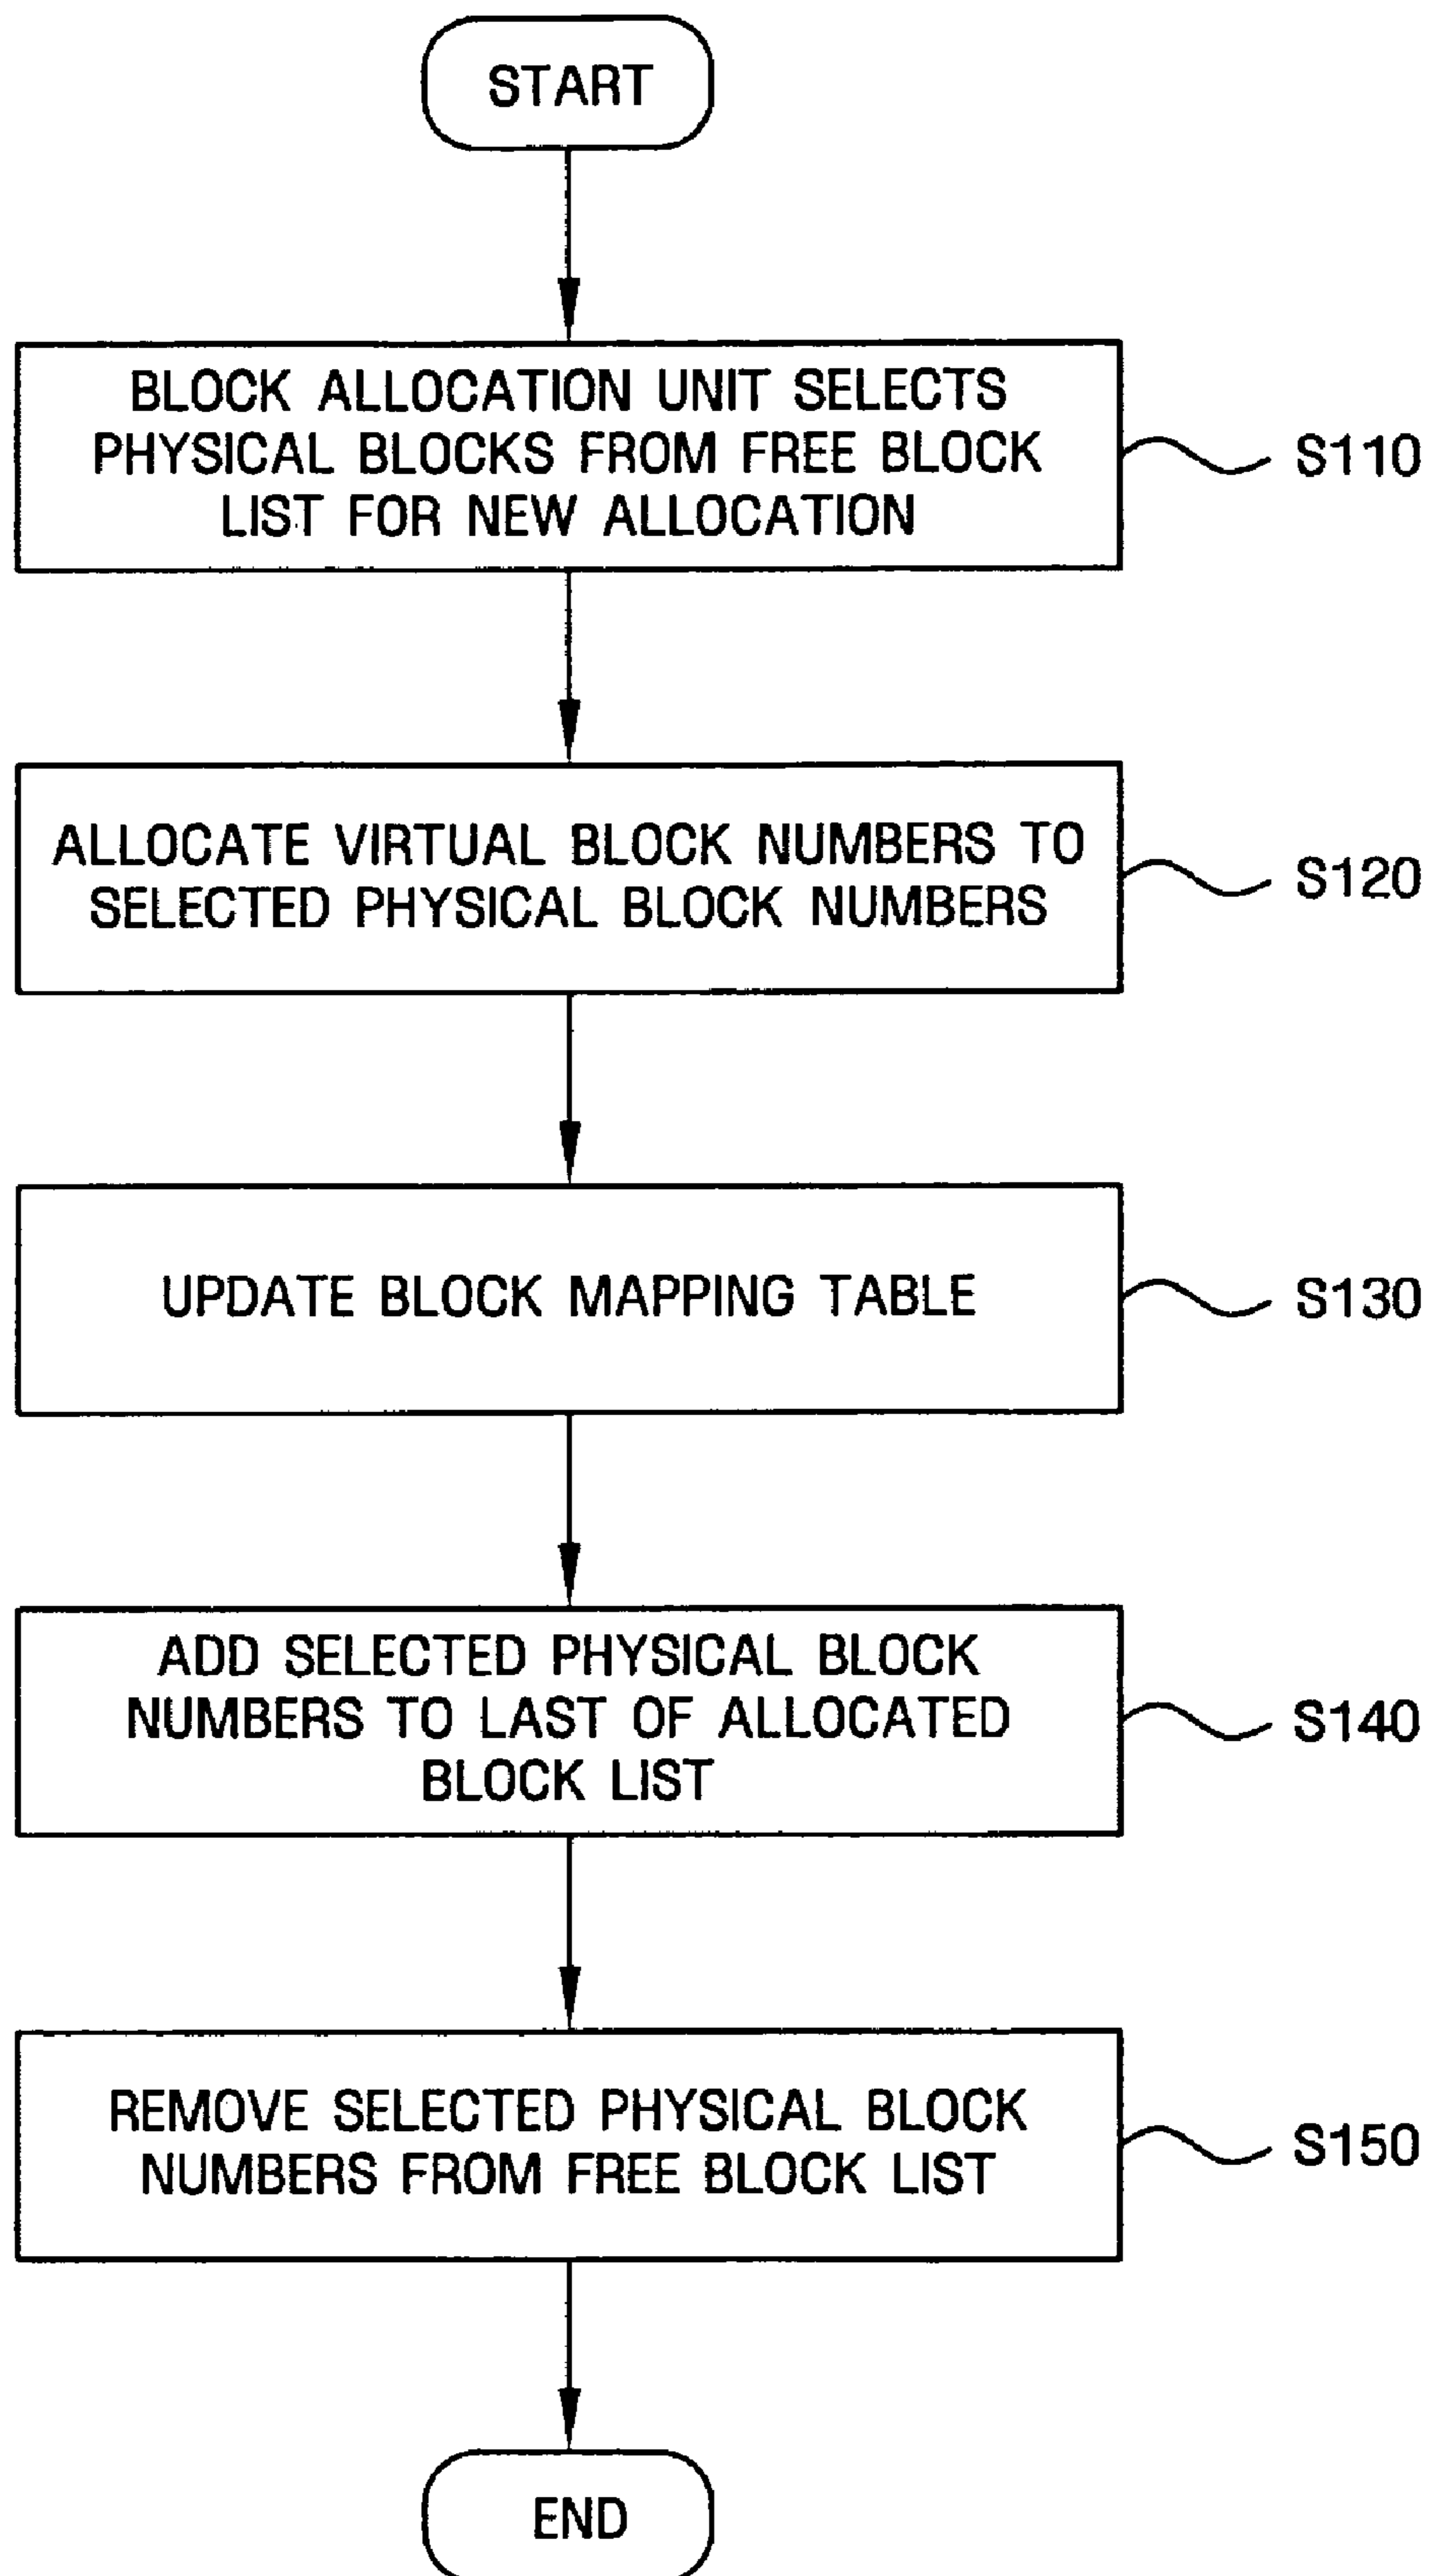 START
BLOCK ALLOCATION UNIT SELECTS
PHYSICAL BLOCKS FROM FREE BLOCK
LIST FOR NEW ALLOCATION
S110
ALLOCATE VIRTUAL BLOCK NUMBERS TO
SELECTED PHYSICAL BLOCK NUMBERS
S120
UPDATE BLOCK MAPPING TABLE
S130
ADD SELECTED PHYSICAL BLOCK
NUMBERS TO LAST OF ALLOCATED
BLOCK LIST
S140
REMOVE SELECTED PHYSICAL BLOCK
NUMBERS FROM FREE BLOCK LIST
S150
END